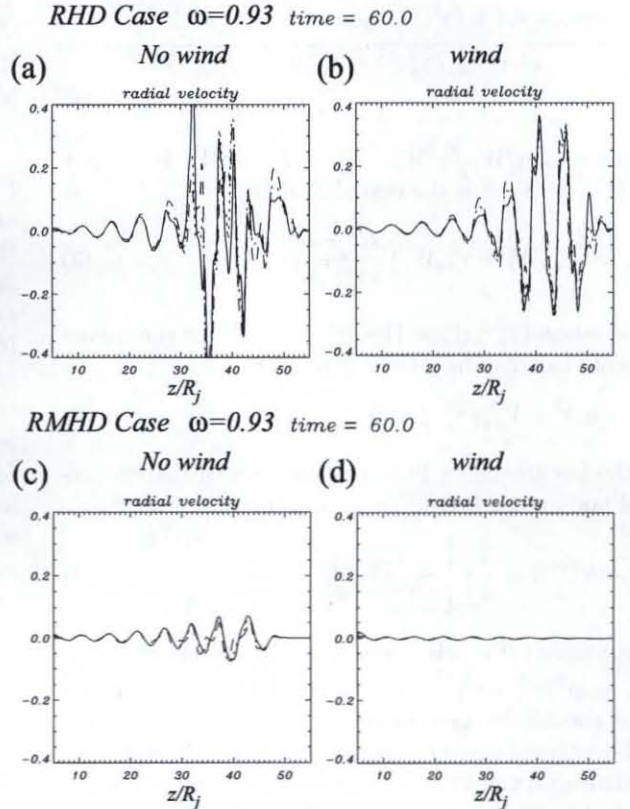 RHD Case ω=0.93 time = 60.0
(a) No wind (b) wind
radial velocity radial velocity
0.4 0.4
0.2 0.2
0.0 0.0
−0.2 −0.2
−0.4 −0.4
10 20 30 40 50 10 20 30 40 50
z/Rj z/Rj
RMHD Case ω=0.93 time = 60.0
(c) No wind (d) wind
radial velocity radial velocity
0.4 0.4
0.2 0.2
0.0 0.0
−0.2 −0.2
−0.4 −0.4
10 20 30 40 50 10 20 30 40 50
z/Rj z/Rj